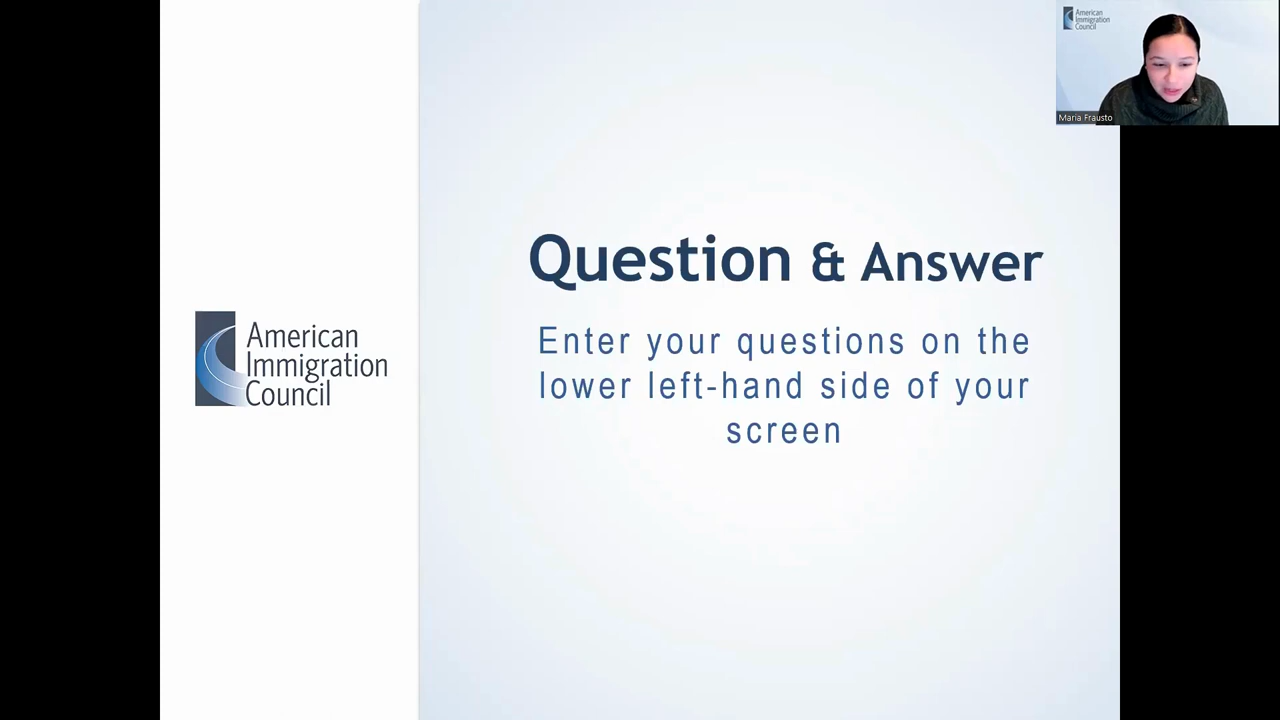 American
Immigration
Council
Maria Frausto
Question & Answer
Enter your questions on the
lower left-hand side of your
screen
American
Immigration
Council